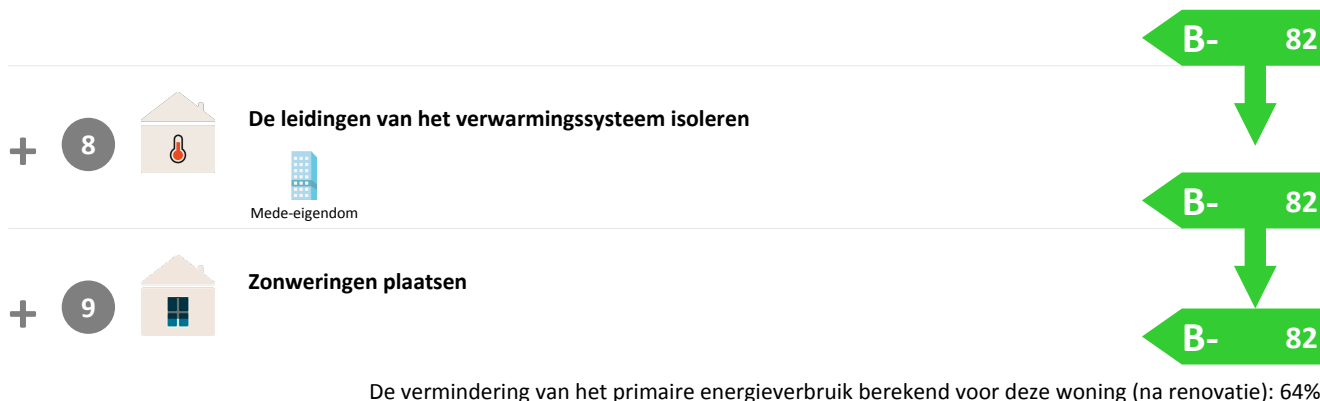 B- 82
+ 8 De leidingen van het verwarmingssysteem isoleren
Mede-eigendom
B- 82
+ 9 Zonweringen plaatsen
B- 82
De vermindering van het primaire energieverbruik berekend voor deze woning (na renovatie): 64%